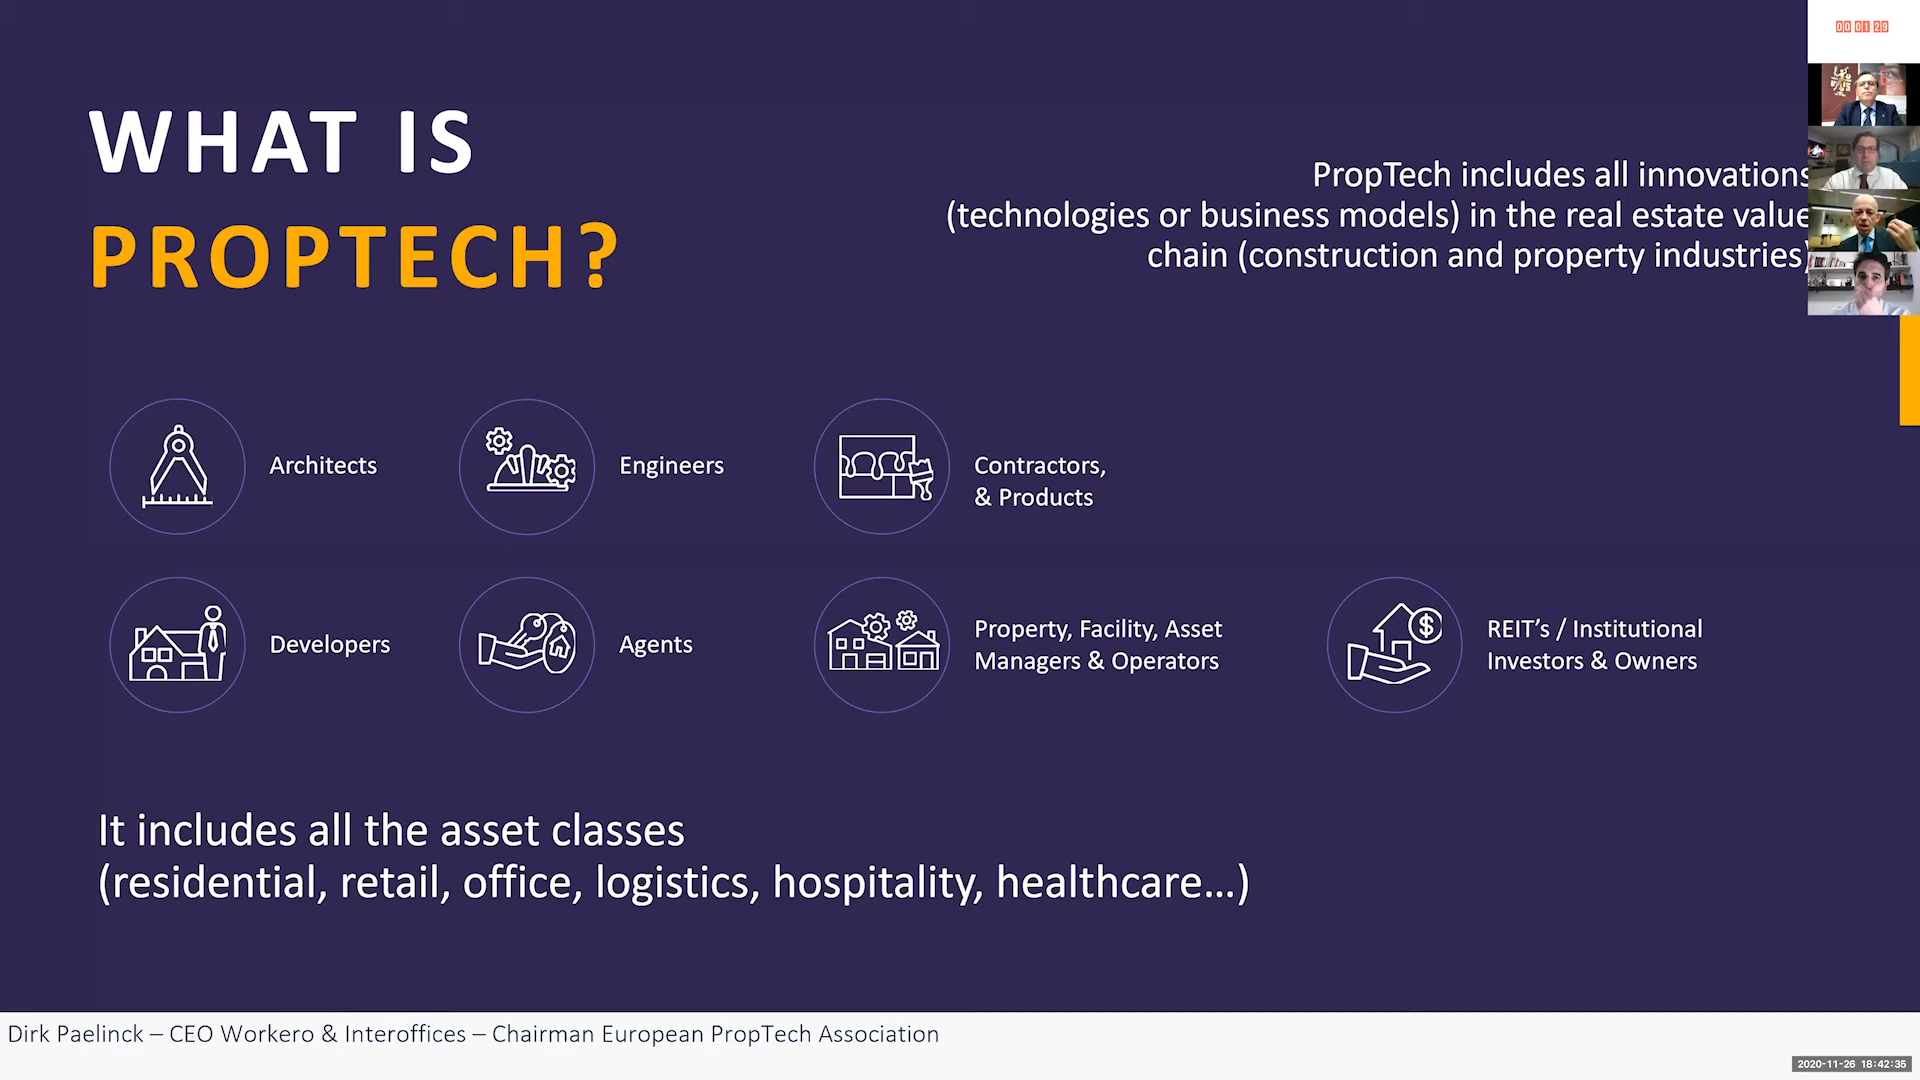 00 01 29
WHAT IS
PROPTECH?
PropTech includes all innovations
(technologies or business models) in the real estate value
chain (construction and property industries)
Architects
Engineers
Contractors,
& Products
Developers
Agents
Property, Facility, Asset
Managers & Operators
REIT’s / Institutional
Investors & Owners
It includes all the asset classes
(residential, retail, office, logistics, hospitality, healthcare…)
Dirk Paelinck – CEO Workero & Interoffices – Chairman European PropTech Association
2020-11-26 18:42:35